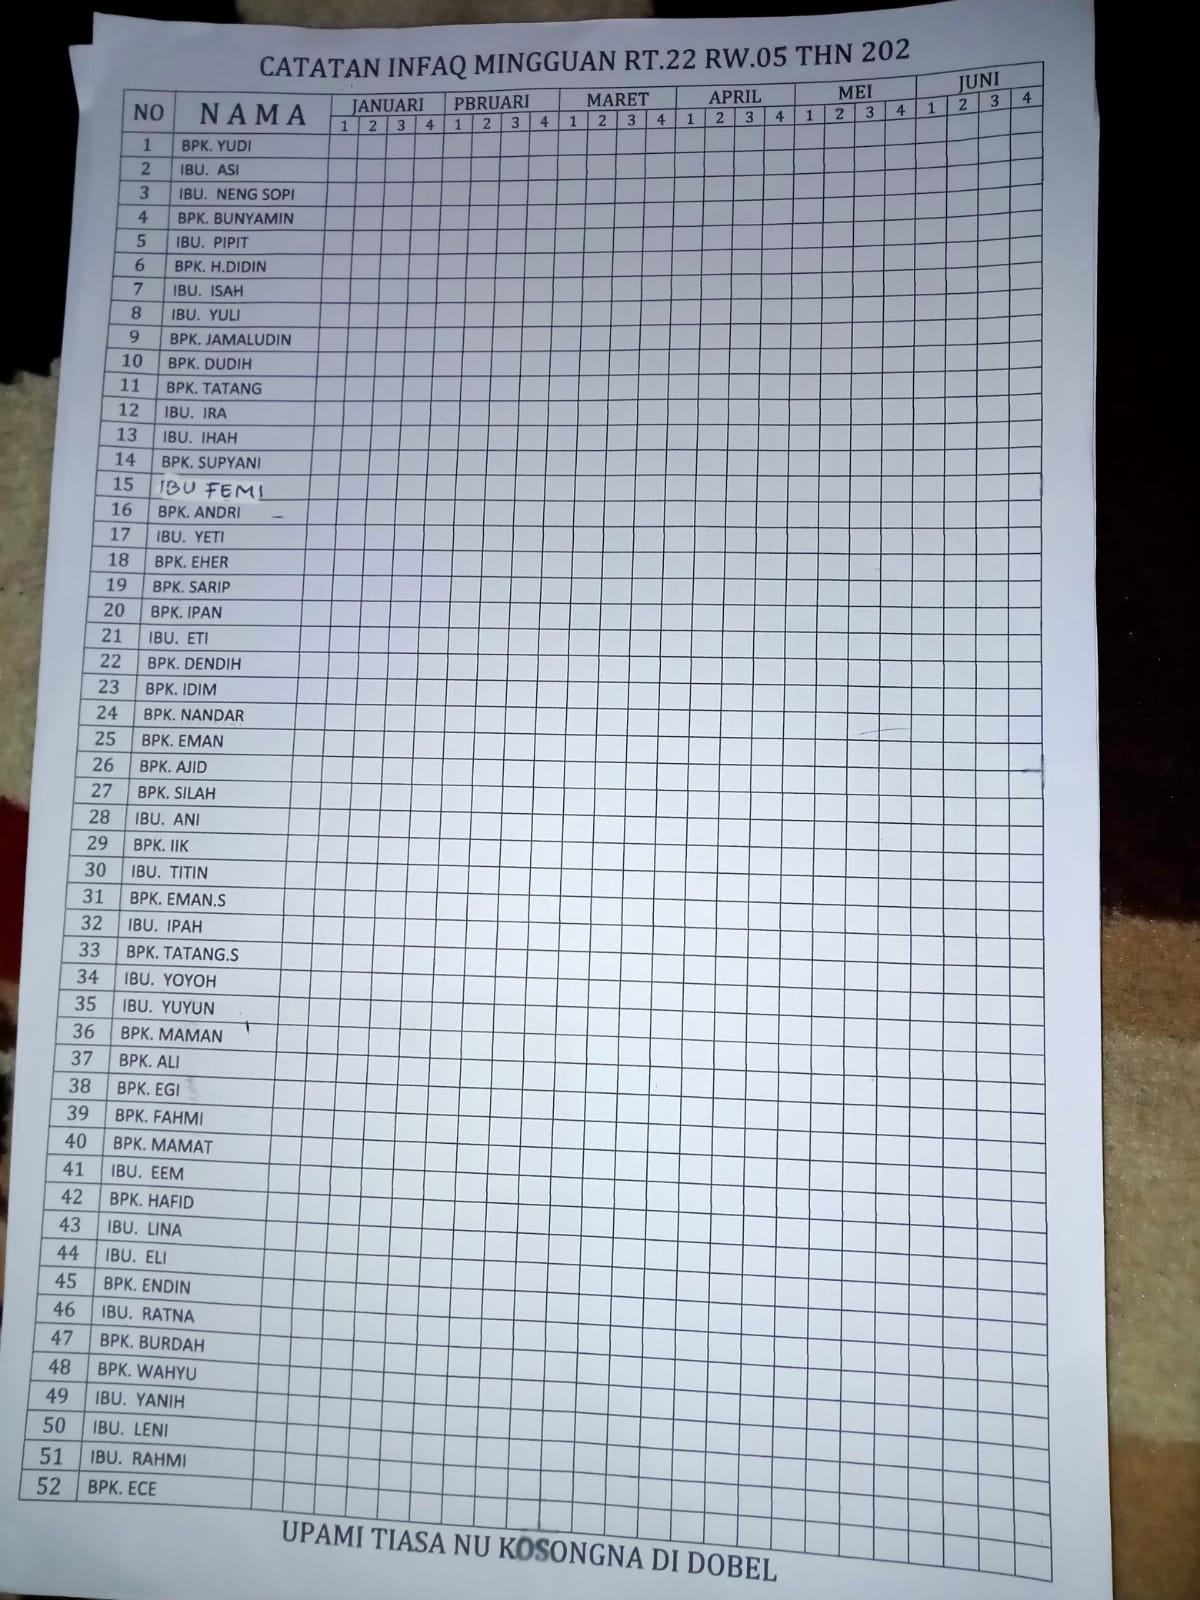 CATATAN INFAQ MINGGUAN RT.22 RW.05 THN 202
NO NAMA JANUARI PBRUARI MARET APRIL MEI JUNI
1 2 3 4 1 2 3 4 1 2 3 4 1 2 3 4 1 2 3 4 1 2 3 4
1 BPK. YUDI
2 IBU. ASI
3 IBU. NENG SOPI
4 BPK. BUNYAMIN
5 IBU. PIPIT
6 BPK. H.DIDIN
7 IBU. ISAH
8 IBU. YULI
9 BPK. JAMALUDIN
10 BPK. DUDIH
11 BPK. TATANG
12 IBU. IRA
13 IBU. IHAH
14 BPK. SUPYANI
15 IBU FEMI
16 BPK. ANDRI
17 IBU. YETI
18 BPK. EHER
19 BPK. SARIP
20 BPK. IPAN
21 IBU. ETI
22 BPK. DENDIH
23 BPK. IDIM
24 BPK. NANDAR
25 BPK. EMAN
26 BPK. AJID
27 BPK. SILAH
28 IBU. ANI
29 BPK. IIK
30 IBU. TITIN
31 BPK. EMAN.S
32 IBU. IPAH
33 BPK. TATANG.S
34 IBU. YOYOH
35 IBU. YUYUN
36 BPK. MAMAN
37 BPK. ALI
38 BPK. EGI
39 BPK. FAHMI
40 BPK. MAMAT
41 IBU. EEM
42 BPK. HAFID
43 IBU. LINA
44 IBU. ELI
45 BPK. ENDIN
46 IBU. RATNA
47 BPK. BURDAH
48 BPK. WAHYU
49 IBU. YANIH
50 IBU. LENI
51 IBU. RAHMI
52 BPK. ECE
UPAMI TIASA NU KOSONGNA DI DOBEL